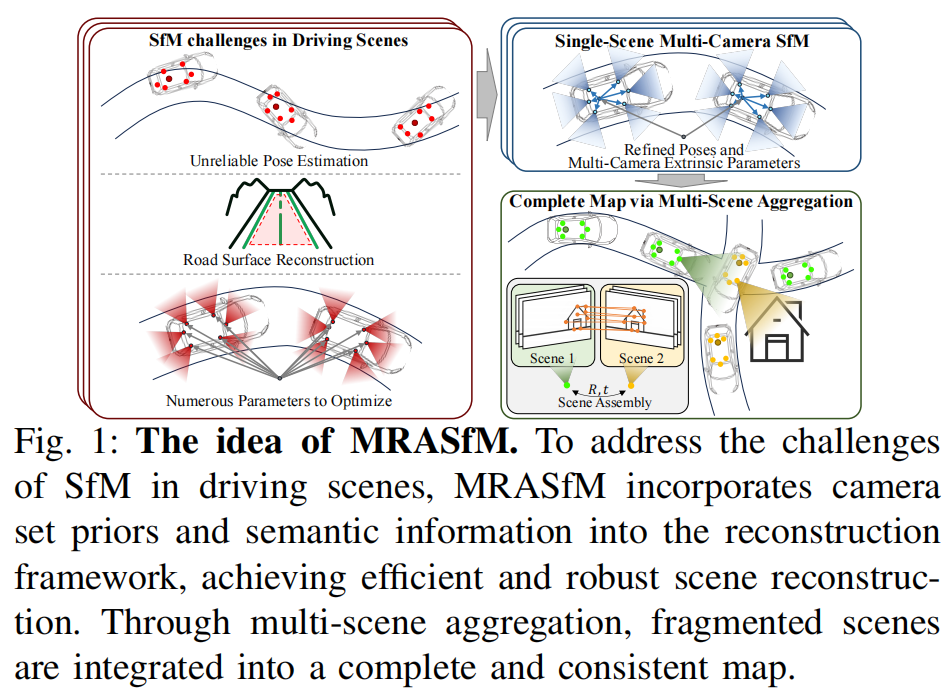 SfM challenges in Driving Scenes
Unreliable Pose Estimation
Road Surface Reconstruction
Numerous Parameters to Optimize
Single-Scene Multi-Camera SfM
Refined Poses and
Multi-Camera Extrinsic Parameters
Complete Map via Multi-Scene Aggregation
Scene 1
Scene 2
R,t
Scene Assembly
Fig. 1: The idea of MRASfM. To address the challenges
of SfM in driving scenes, MRASfM incorporates camera
set priors and semantic information into the reconstruction
framework, achieving efficient and robust scene reconstruc-
tion. Through multi-scene aggregation, fragmented scenes
are integrated into a complete and consistent map.